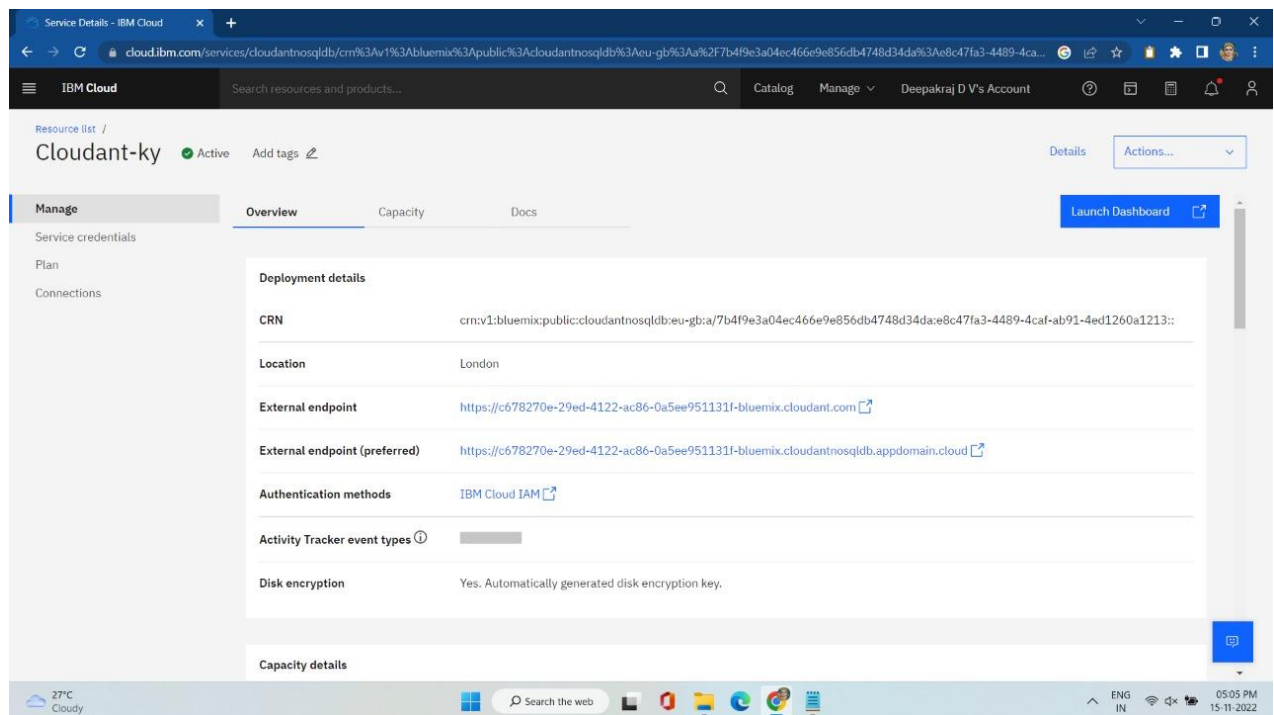 Service Details - IBM Cloud
cloud.ibm.com/services/cloudantnosqldb/crn%3Av1%3Abluemix%3Apublic%3Acloudantnosqldb%3Aeu-gb%3Aa%2F7b4f9e3a04ec466e9e856db4748d34da%3Ae8c47fa3-4489-4ca...
IBM Cloud
Search resources and products...
Catalog
Manage
Deepakraj D V's Account
Resource list /
Cloudant-ky
Active
Add tags
Details
Actions...
Manage
Service credentials
Plan
Connections
Overview
Capacity
Docs
Launch Dashboard
Deployment details
CRN crn:v1:bluemix:public:cloudantnosqldb:eu-gb:a/7b4f9e3a04ec466e9e856db4748d34da:e8c47fa3-4489-4caf-ab91-4ed1260a1213::
Location London
External endpoint https://c678270e-29ed-4122-ac86-0a5ee951131f-bluemix.cloudant.com
External endpoint (preferred) https://c678270e-29ed-4122-ac86-0a5ee951131f-bluemix.cloudantnosqldb.appdomain.cloud
Authentication methods IBM Cloud IAM
Activity Tracker event types
Disk encryption Yes. Automatically generated disk encryption key.
Capacity details
27°C
Cloudy
Search the web
ENG
IN
05:05 PM
15-11-2022